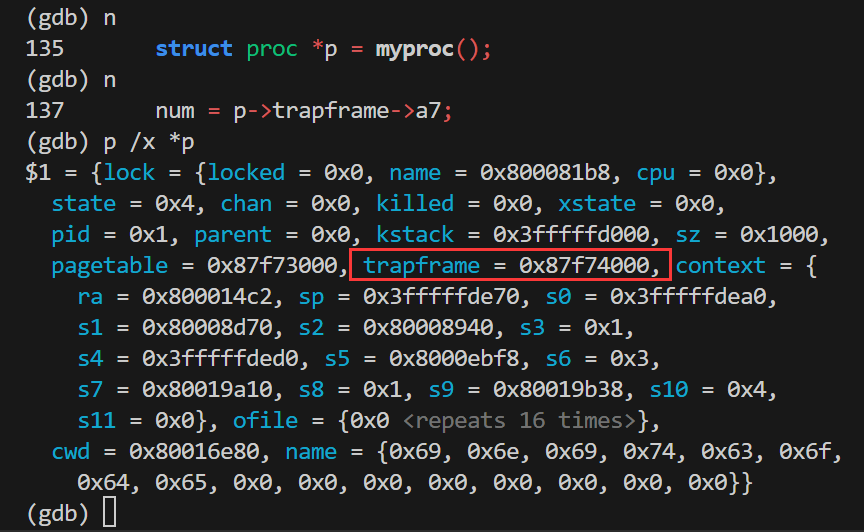 (gdb) n
135         struct proc *p = myproc();
(gdb) n
137         num = p->trapframe->a7;
(gdb) p /x *p
$1 = {lock = {locked = 0x0, name = 0x800081b8, cpu = 0x0},
  state = 0x4, chan = 0x0, killed = 0x0, xstate = 0x0,
  pid = 0x1, parent = 0x0, kstack = 0x3fffffd000, sz = 0x1000,
  pagetable = 0x87f73000, trapframe = 0x87f74000, context = {
    ra = 0x800014c2, sp = 0x3fffffde70, s0 = 0x3fffffdea0,
    s1 = 0x80008d70, s2 = 0x80008940, s3 = 0x1,
    s4 = 0x3fffffded0, s5 = 0x8000ebf8, s6 = 0x3,
    s7 = 0x80019a10, s8 = 0x1, s9 = 0x80019b38, s10 = 0x4,
    s11 = 0x0}, ofile = {0x0 <repeats 16 times>},
  cwd = 0x80016e80, name = {0x69, 0x6e, 0x69, 0x74, 0x63, 0x6f,
    0x64, 0x65, 0x0, 0x0, 0x0, 0x0, 0x0, 0x0, 0x0, 0x0}}
(gdb)